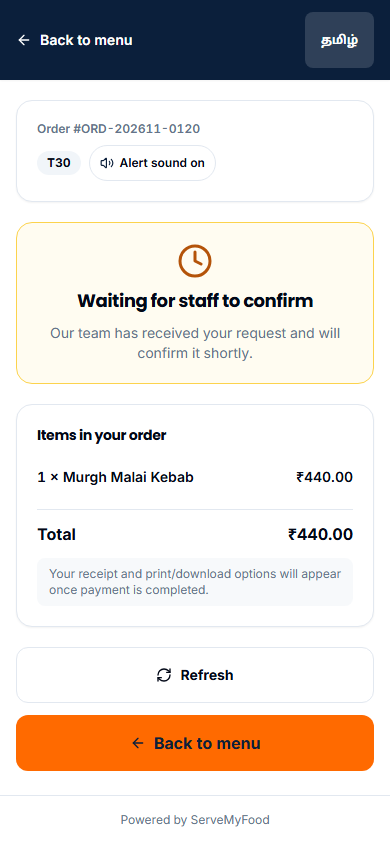 Back to menu
தமிழ்
Order #ORD-202611-0120
T30
Alert sound on
Waiting for staff to confirm
Our team has received your request and will
confirm it shortly.
Items in your order
1 × Murgh Malai Kebab ₹440.00
Total ₹440.00
Your receipt and print/download options will appear
once payment is completed.
Refresh
Back to menu
Powered by ServeMyFood